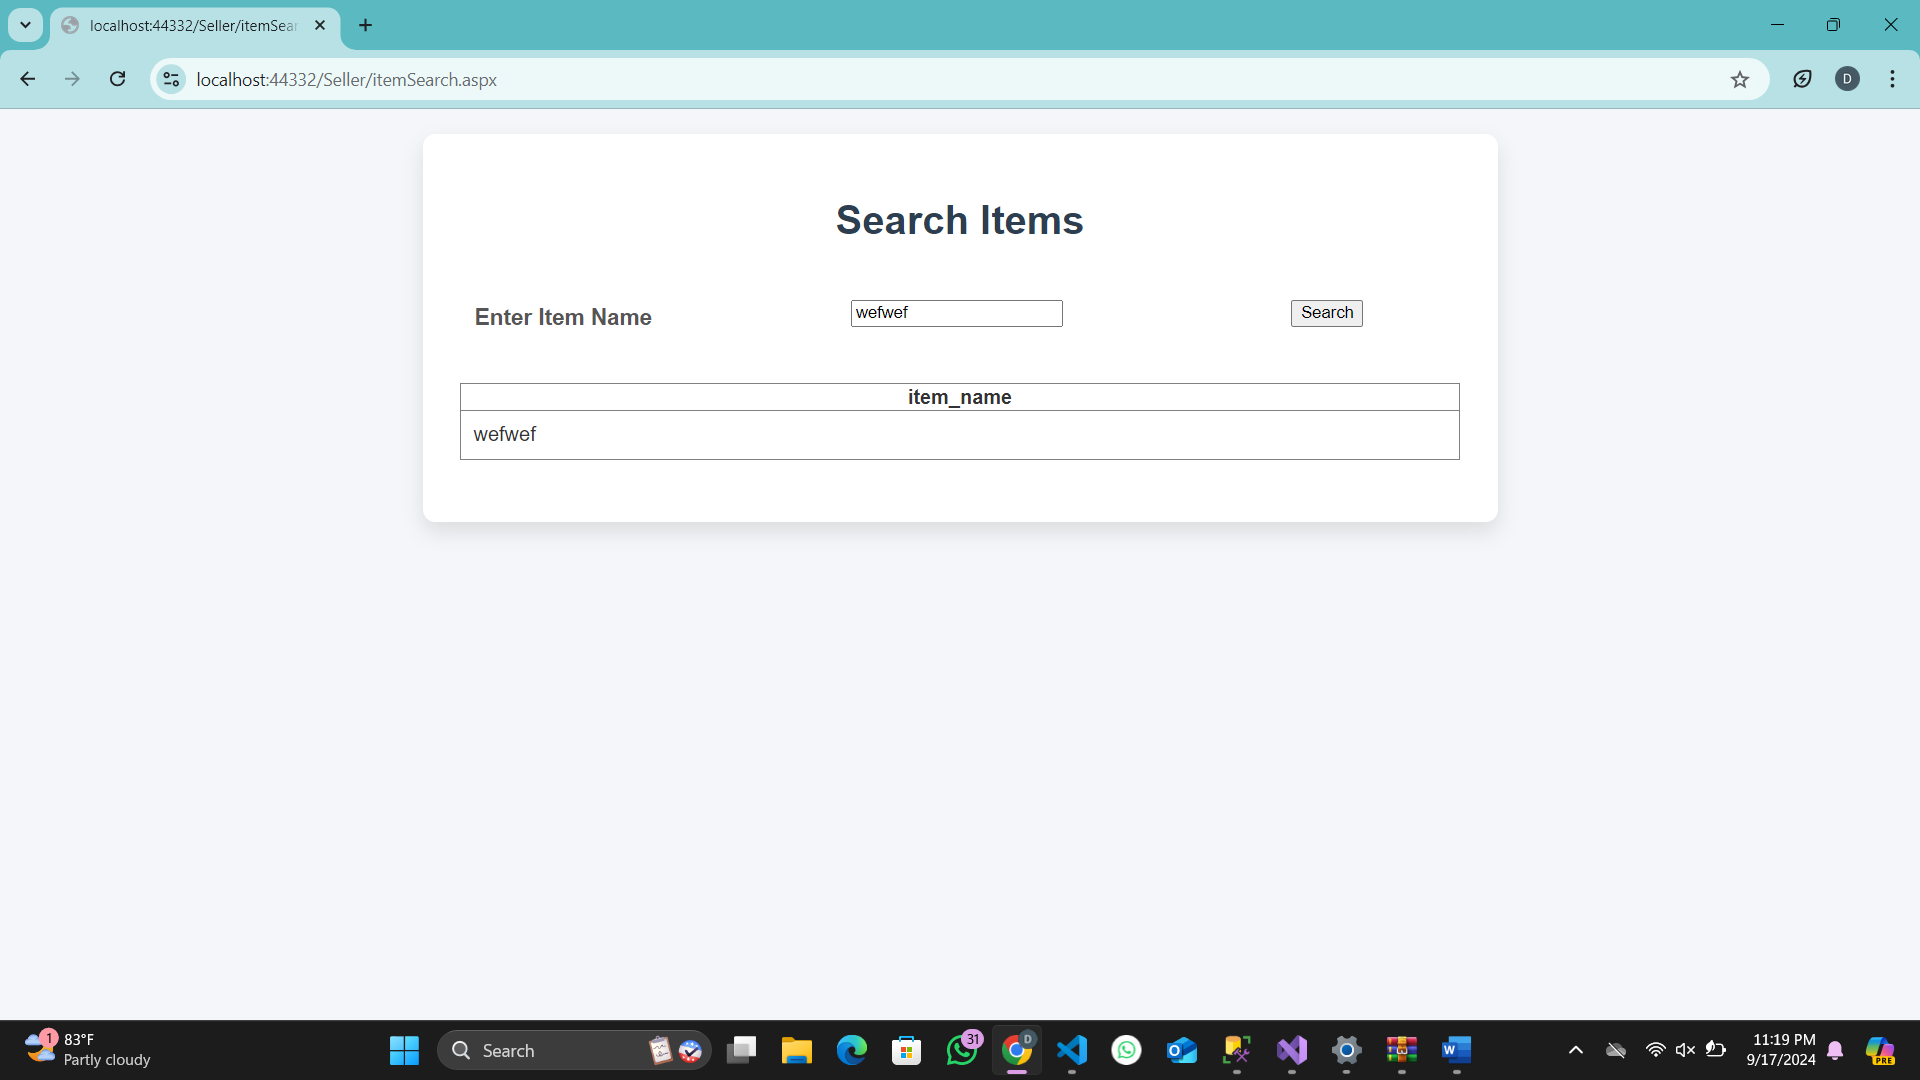 localhost:44332/Seller/itemSear
localhost:44332/Seller/itemSearch.aspx
D
Search Items
Enter Item Name
wefwef
Search
item_name
wefwef
1
83°F
Partly cloudy
Search
31
D
W
11:19 PM
9/17/2024
PRE